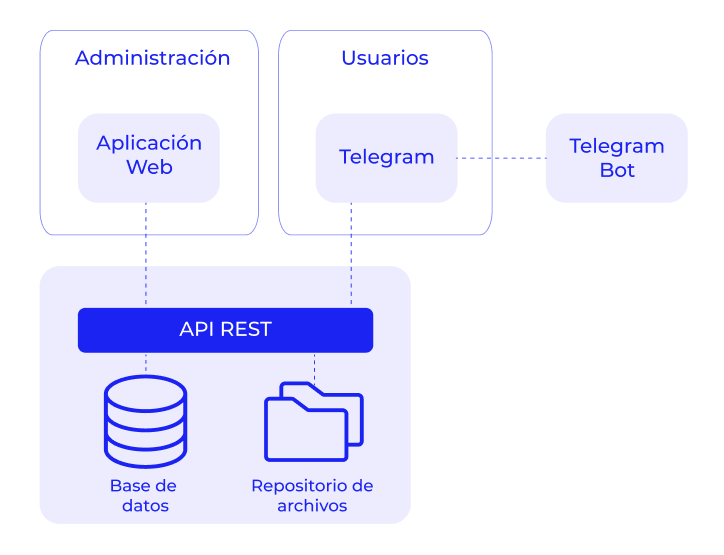 Administración
Usuarios
Aplicación
Web
Telegram
Telegram
Bot
API REST
Base de
datos
Repositorio de
archivos